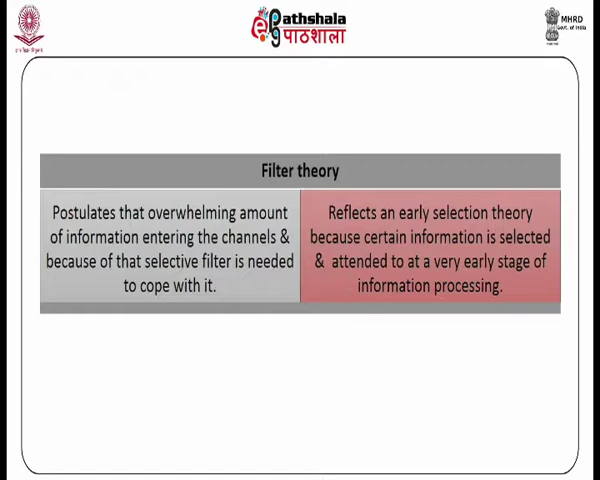 Pathshala
पाठशाला
MHRD
Govt. of India
Filter theory
Postulates that overwhelming amount
of information entering the channels &
because of that selective filter is needed
to cope with it.
Reflects an early selection theory
because certain information is selected
& attended to at a very early stage of
information processing.